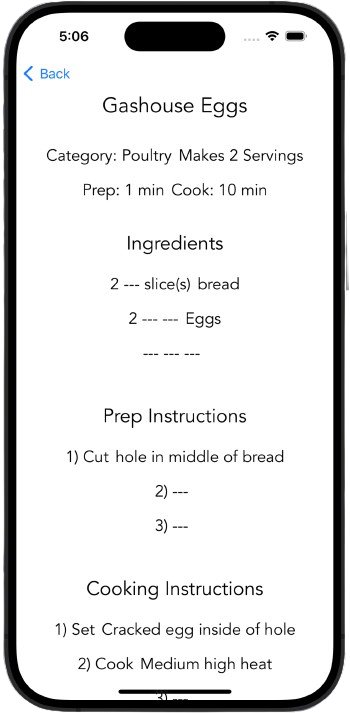 5:06
Back
Gashouse Eggs
Category: Poultry Makes 2 Servings
Prep: 1 min Cook: 10 min
Ingredients
2 --- slice(s) bread
2 --- --- Eggs
--- --- ---
Prep Instructions
1) Cut hole in middle of bread
2) ---
3) ---
Cooking Instructions
1) Set Cracked egg inside of hole
2) Cook Medium high heat
3) ---